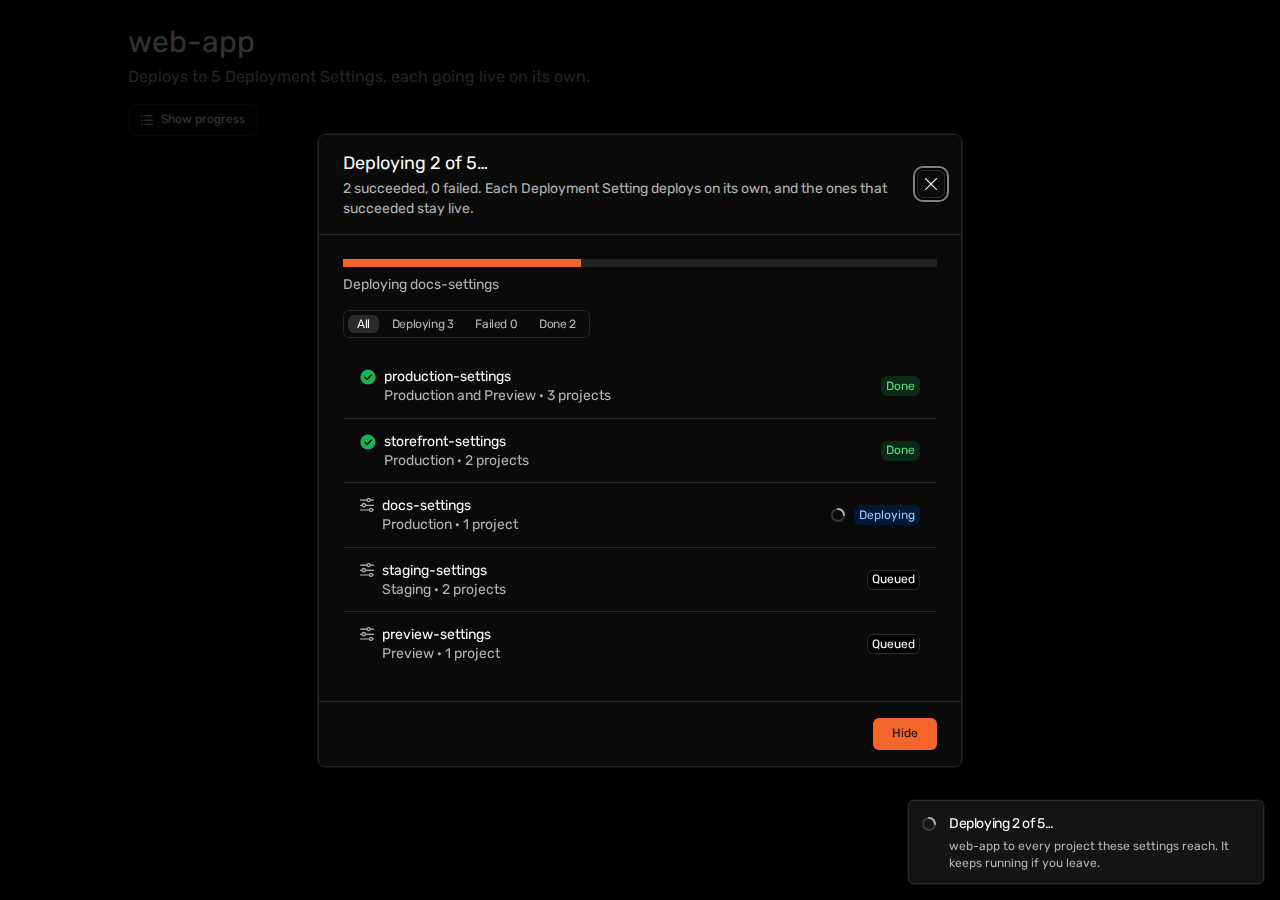 web-app
Deploys to 5 Deployment Settings, each going live on its own.
Show progress
Deploying 2 of 5…
2 succeeded, 0 failed. Each Deployment Setting deploys on its own, and the ones that
succeeded stay live.
Deploying docs-settings
All Deploying 3 Failed 0 Done 2
production-settings
Production and Preview • 3 projects
Done
storefront-settings
Production • 2 projects
Done
docs-settings
Production • 1 project
Deploying
staging-settings
Staging • 2 projects
Queued
preview-settings
Preview • 1 project
Queued
Hide
Deploying 2 of 5…
web-app to every project these settings reach. It
keeps running if you leave.